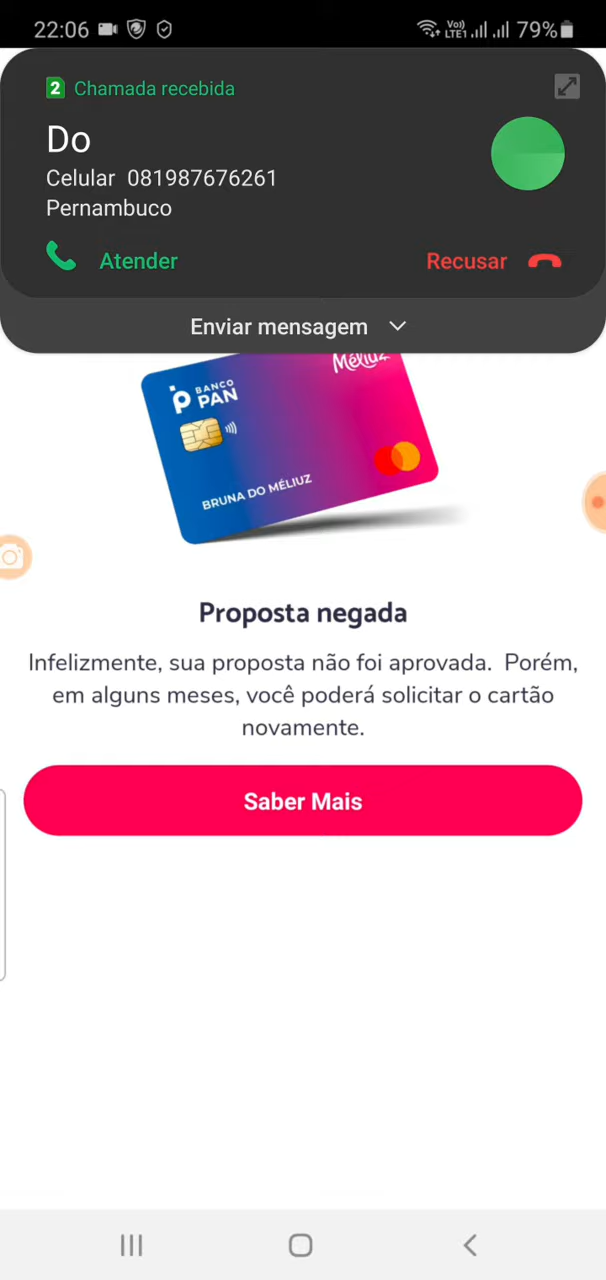 22:06
Vo)) LTE1 79%
2 Chamada recebida
Do
Celular 081987676261
Pernambuco
Atender Recusar
Enviar mensagem
Méliuz
BANCO
PAN
BRUNA DO MÉLIUZ
Proposta negada
Infelizmente, sua proposta não foi aprovada. Porém,
em alguns meses, você poderá solicitar o cartão
novamente.
Saber Mais